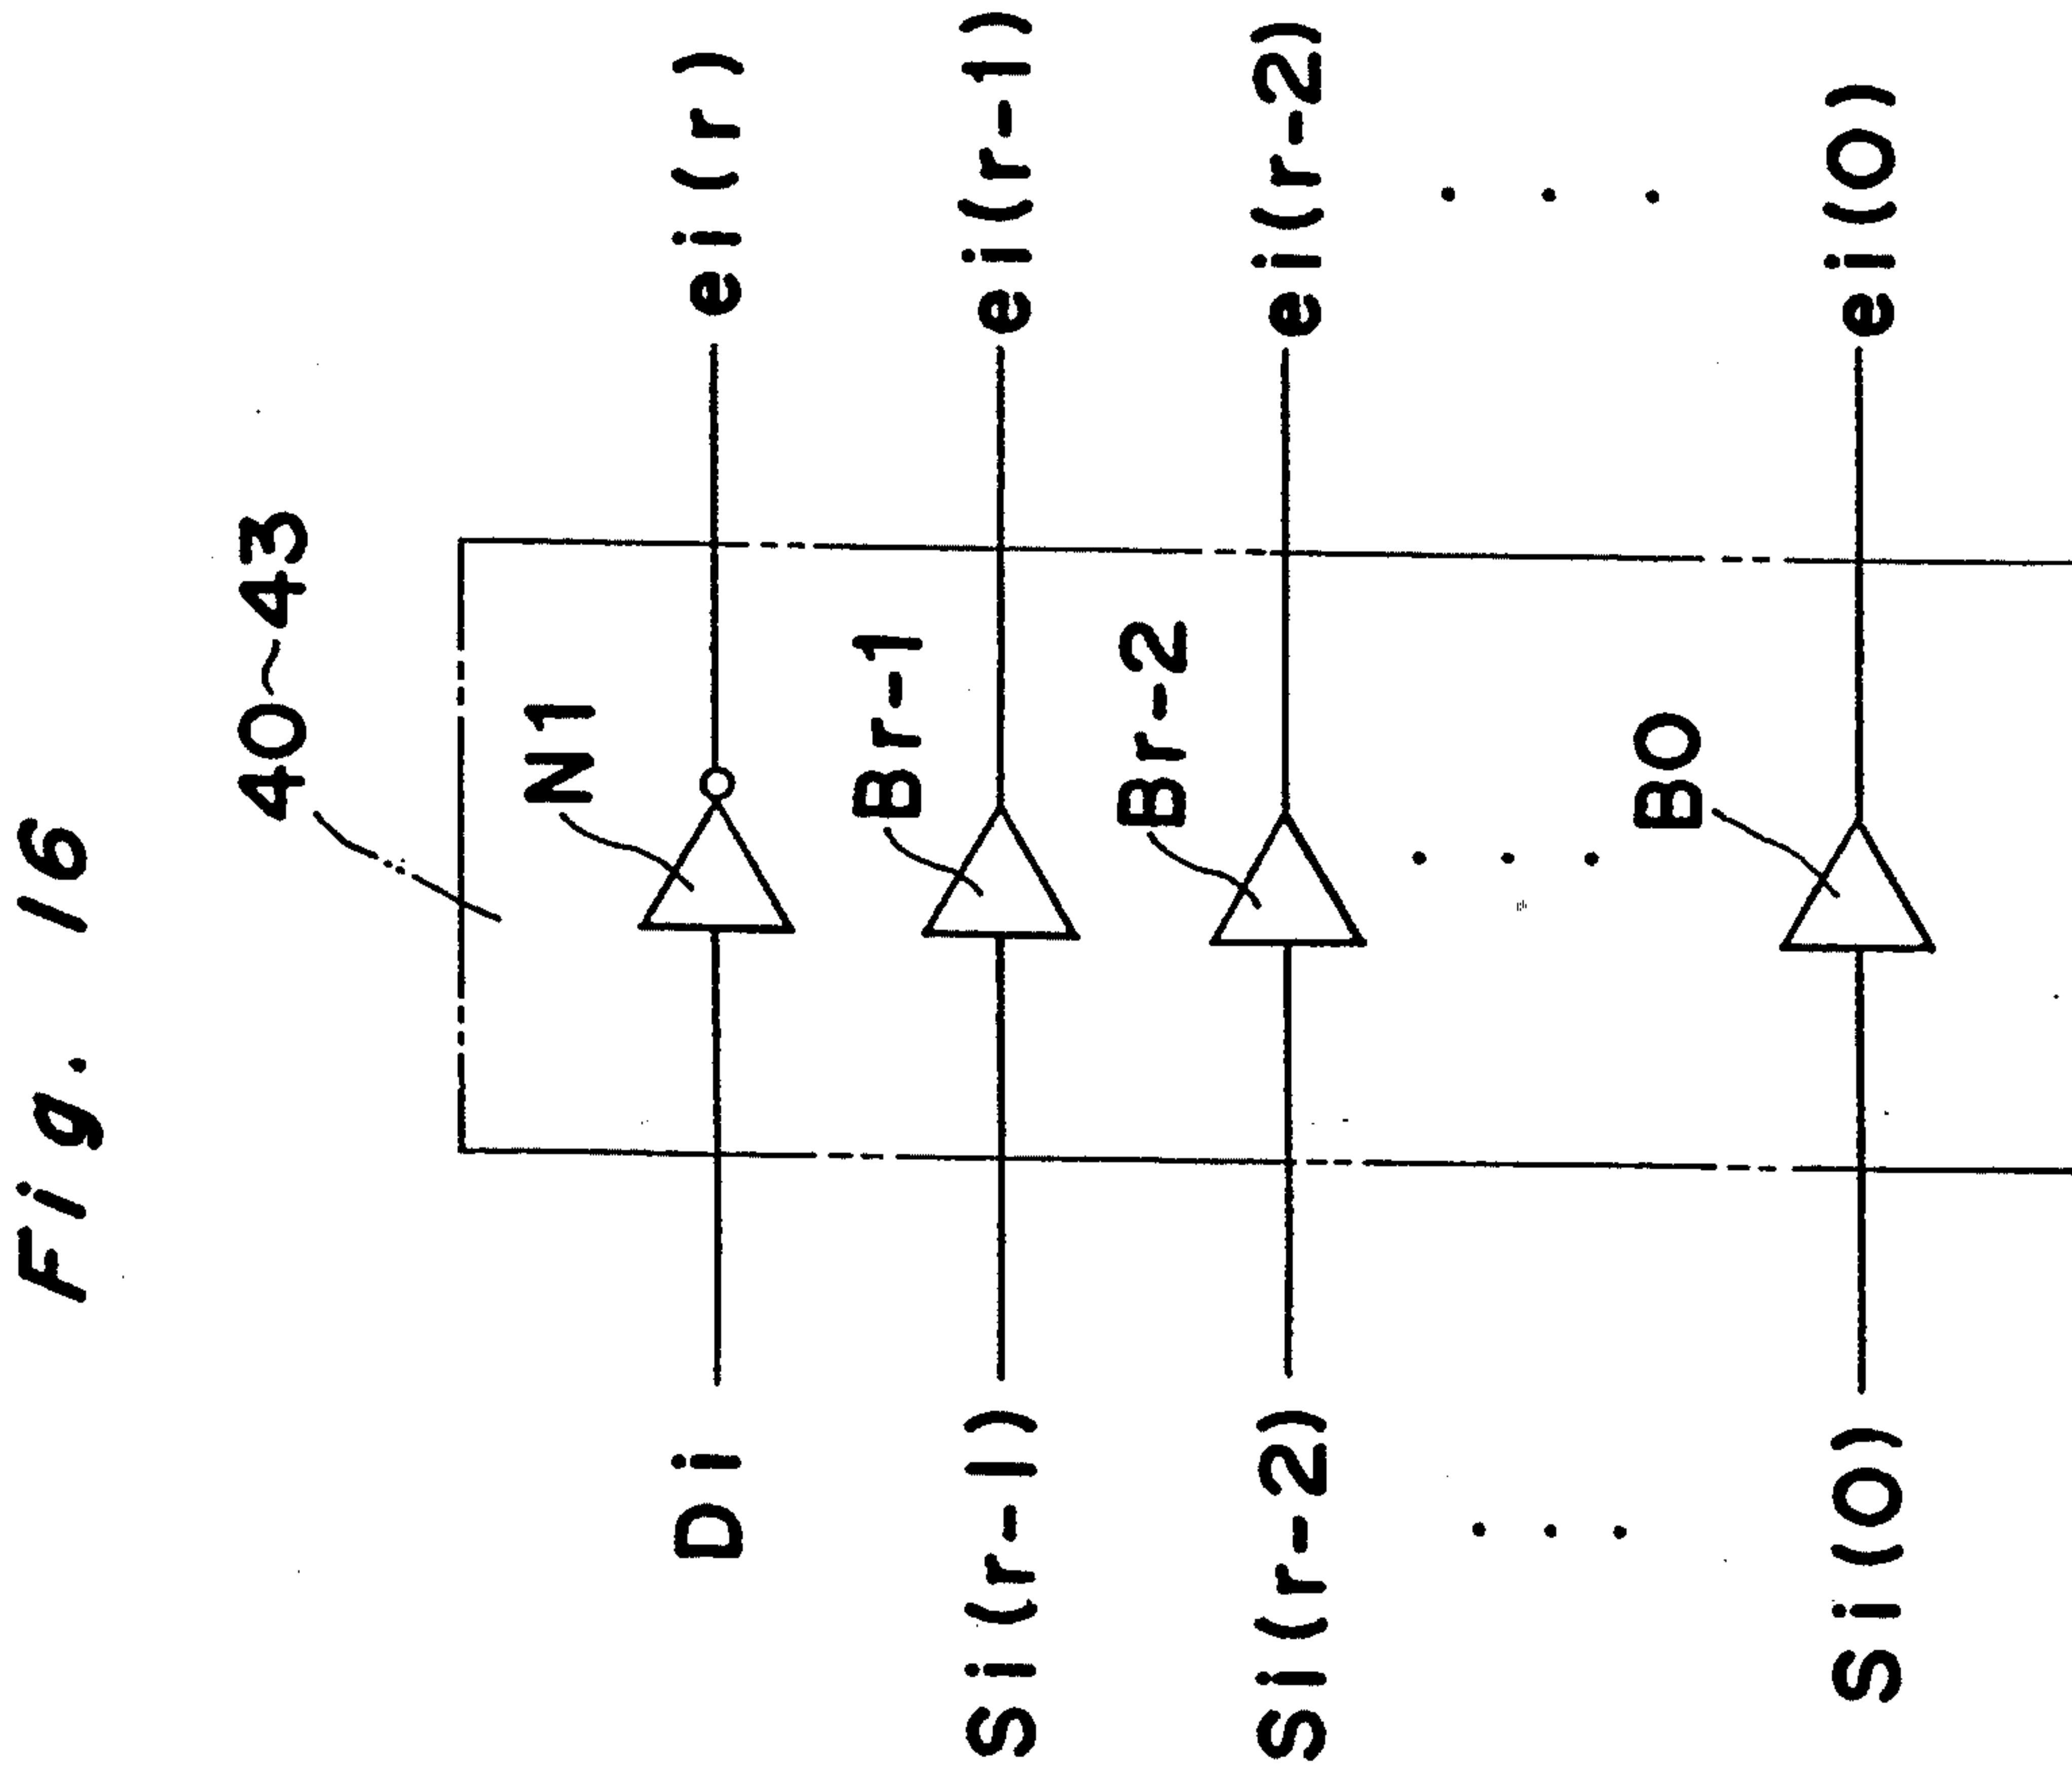 Fig. 16
40~43
Di
N1
ei(r)
Si(r-1)
Br-1
ei(r-1)
Si(r-2)
Br-2
ei(r-2)
Si(0)
B0
ei(0)